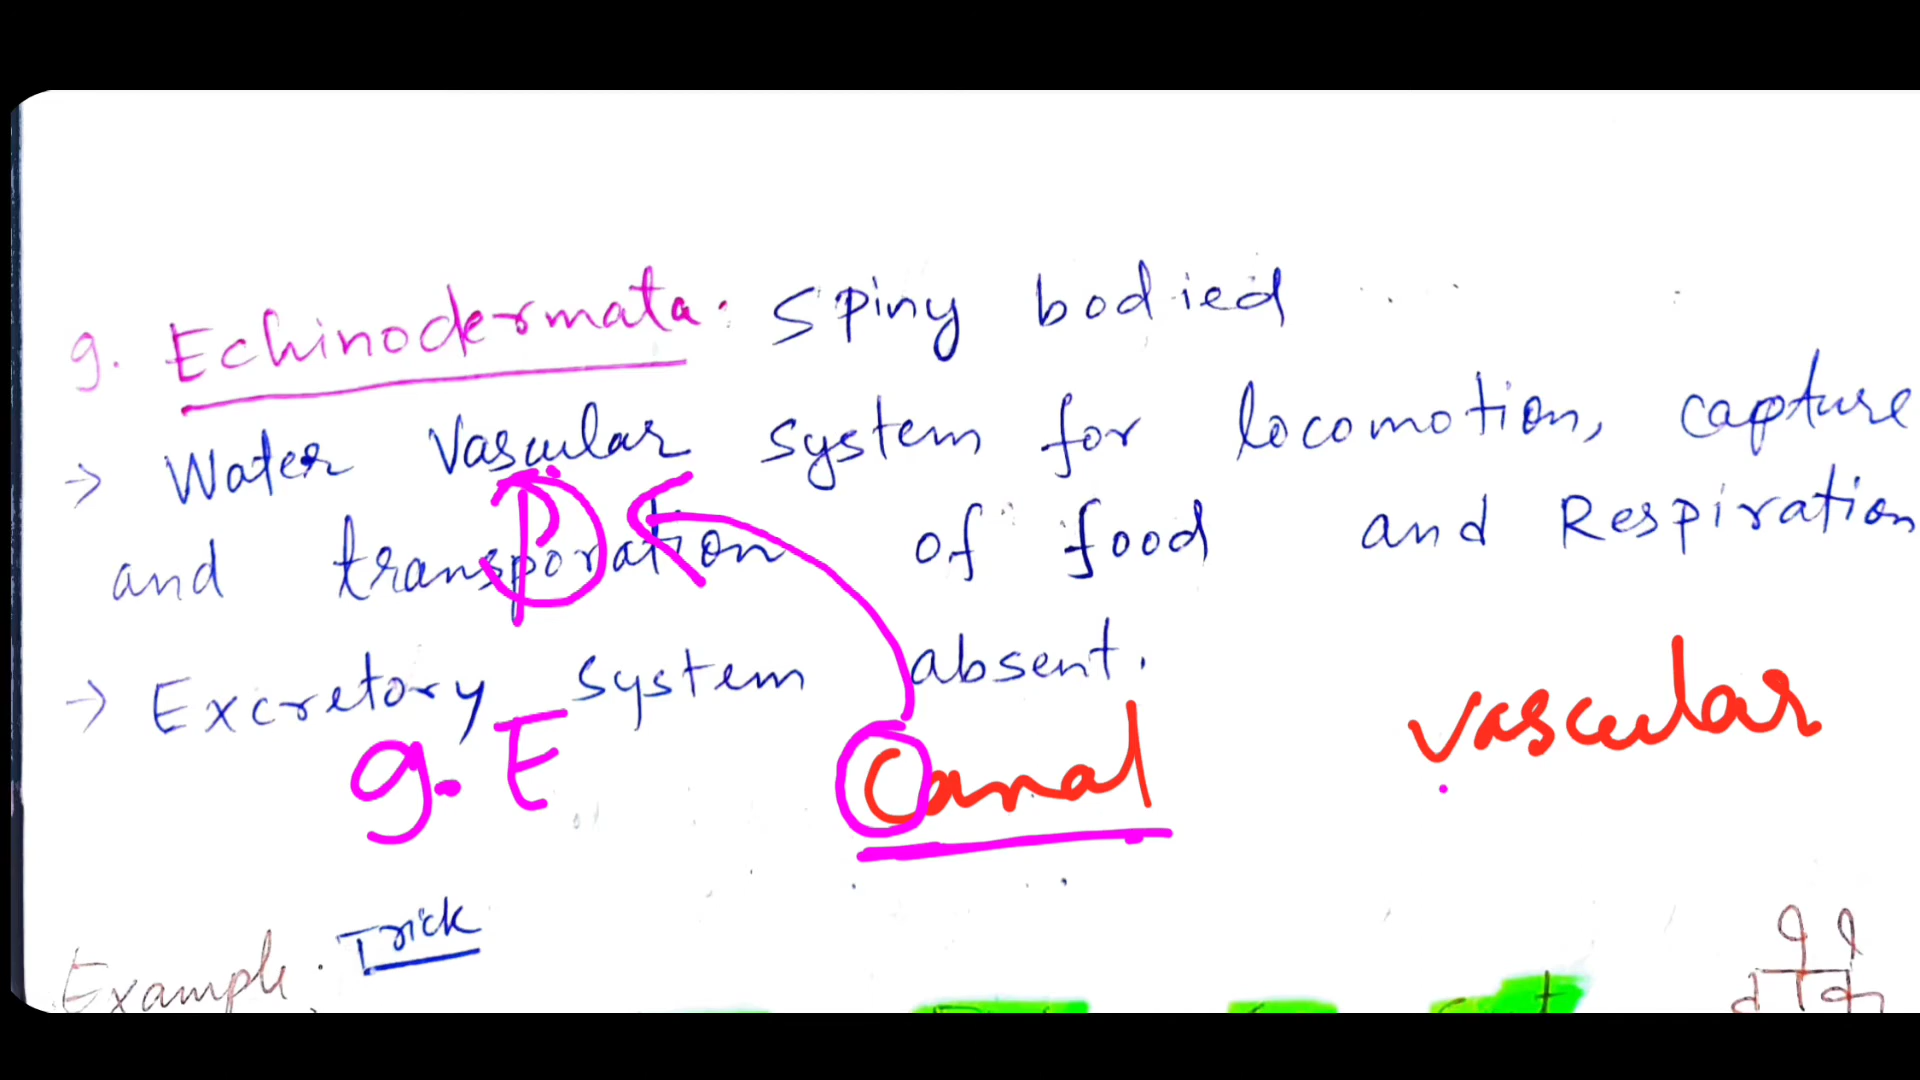 9. Echinodermata: Spiny bodied
→ Water Vascular system for locomotion, capture
and transporation of food and Respiration
→ Excretory system absent.
9. E Canal vascular
P
Example: Trick